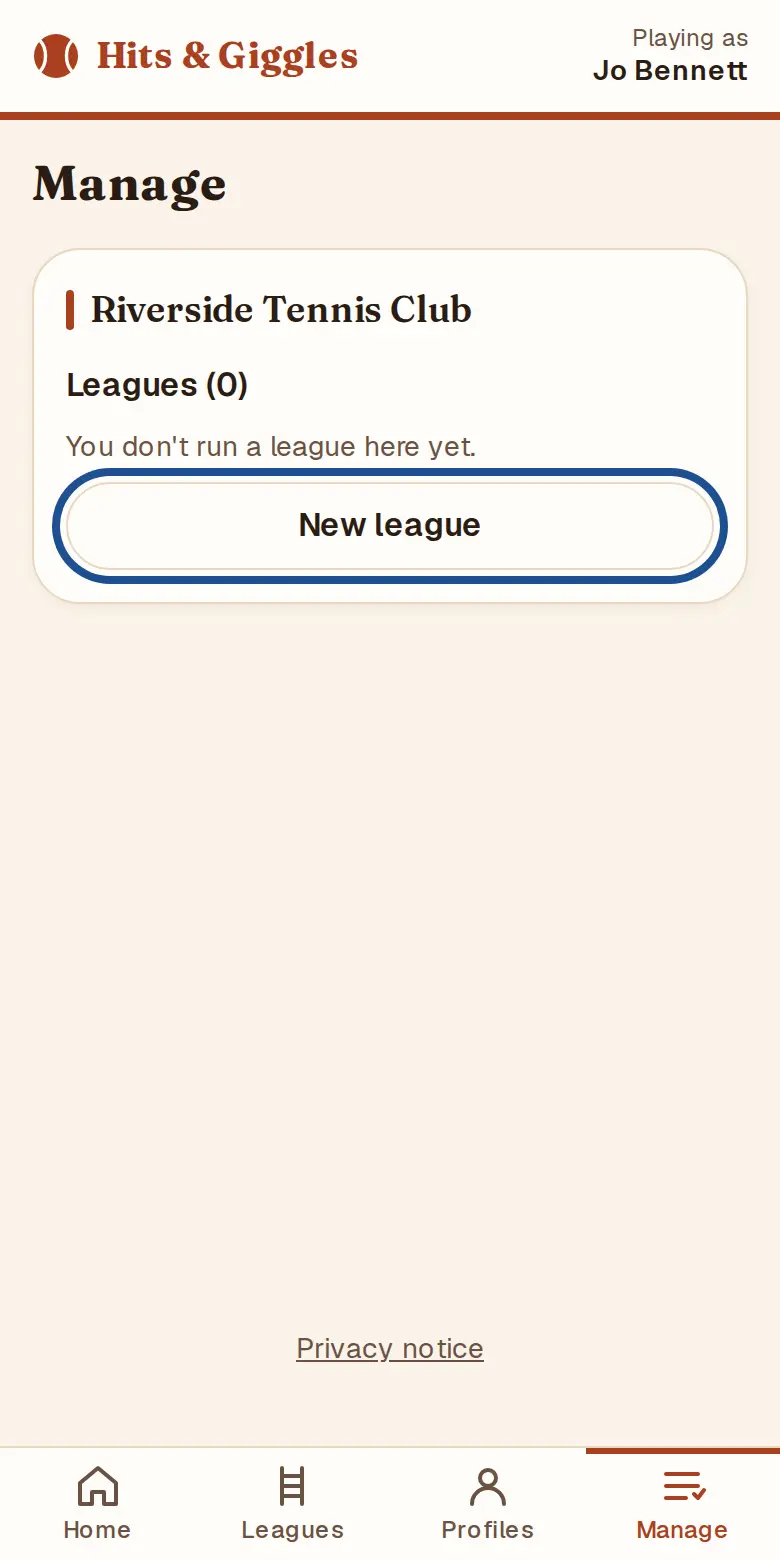 Hits & Giggles
Playing as
Jo Bennett
Manage
Riverside Tennis Club
Leagues (0)
You don't run a league here yet.
New league
Privacy notice
Home
Leagues
Profiles
Manage